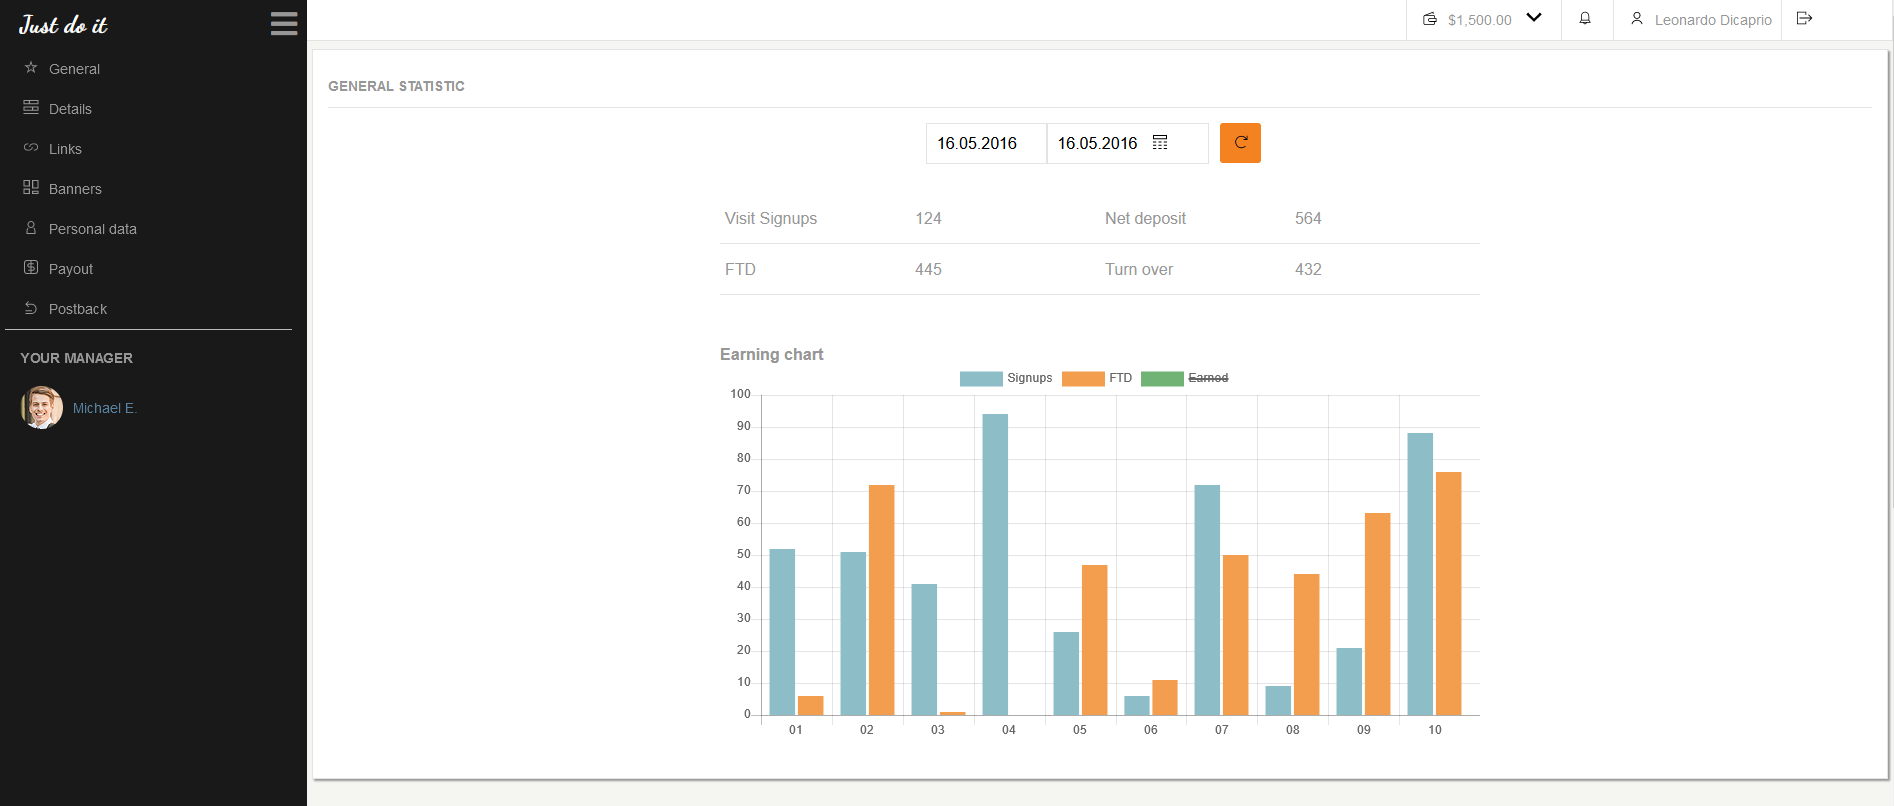 Just do it
$1,500.00
Leonardo Dicaprio
General
Details
Links
Banners
Personal data
Payout
Postback
YOUR MANAGER
Michael E.
GENERAL STATISTIC
16.05.2016 16.05.2016
Visit Signups 124 Net deposit 564
FTD 445 Turn over 432
Earning chart
Signups FTD Earned
100
90
80
70
60
50
40
30
20
10
0
01 02 03 04 05 06 07 08 09 10